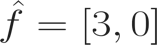 f̂ = [3, 0]